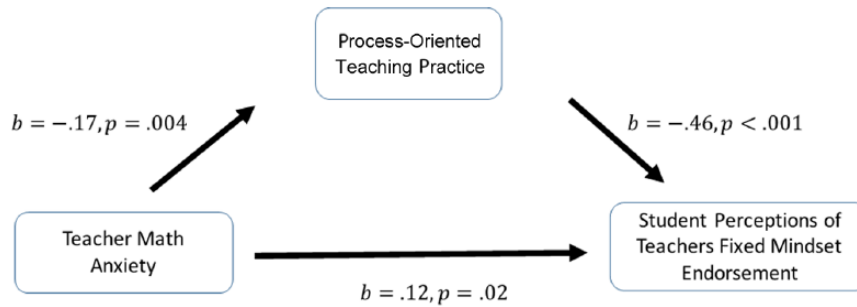 Process-Oriented
Teaching Practice
b = −.17, p = .004
b = −.46, p < .001
Teacher Math
Anxiety
Student Perceptions of
Teachers Fixed Mindset
Endorsement
b = .12, p = .02